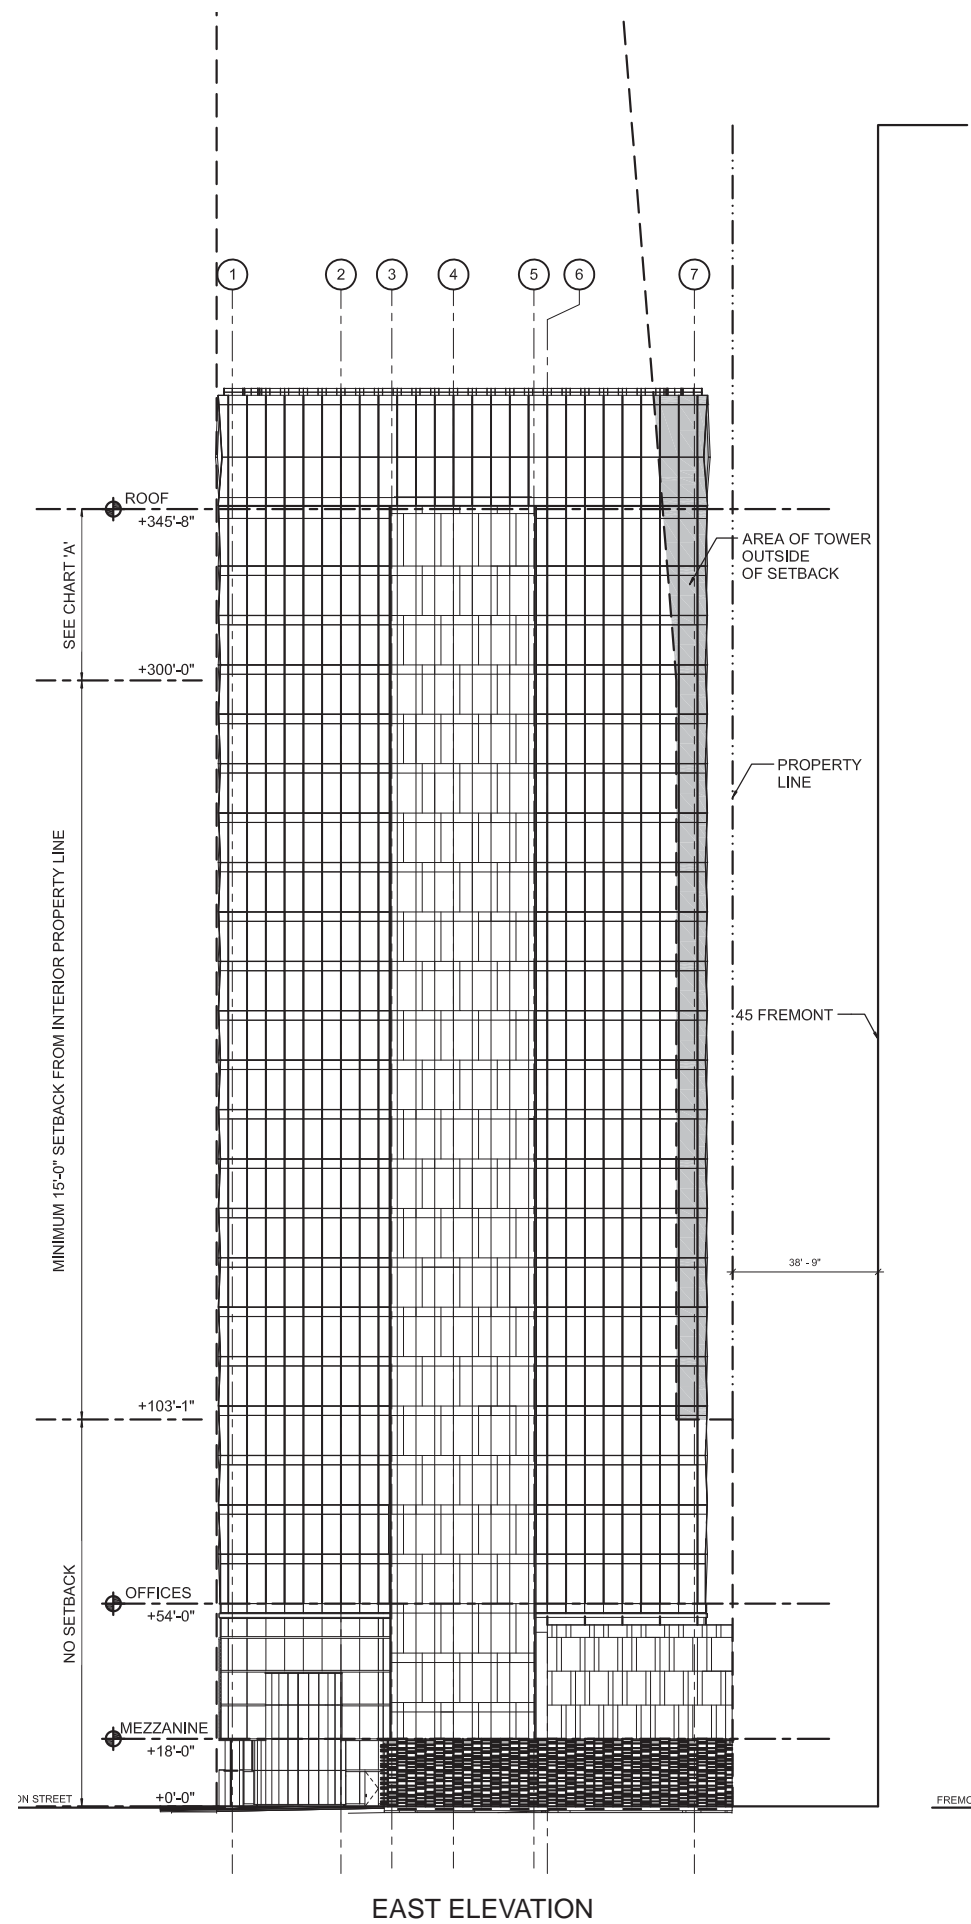 1 2 3 4 5 6 7
ROOF
+345'-8"
SEE CHART 'A'
AREA OF TOWER
OUTSIDE
OF SETBACK
+300'-0"
PROPERTY
LINE
MINIMUM 15'-0" SETBACK FROM INTERIOR PROPERTY LINE
45 FREMONT
38' - 9"
+103'-1"
NO SETBACK
OFFICES
+54'-0"
MEZZANINE
+18'-0"
+0'-0"
ON STREET
FREMO
EAST ELEVATION